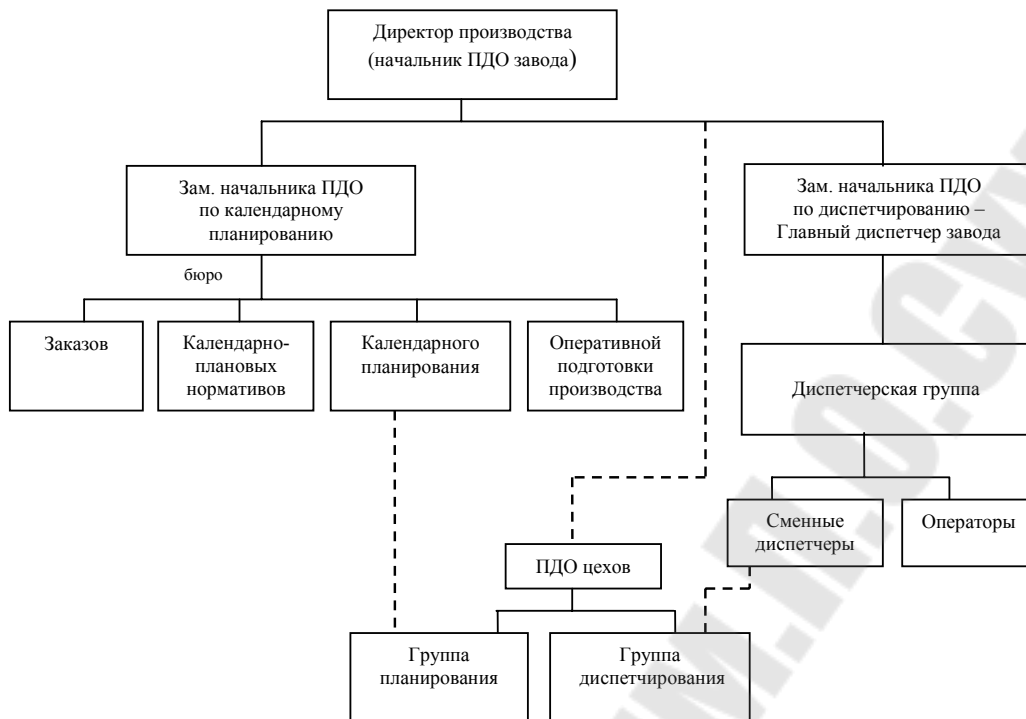 Директор производства
(начальник ПДО завода)
Зам. начальника ПДО
по календарному
планированию
Зам. начальника ПДО
по диспетчированию –
Главный диспетчер завода
бюро
Заказов
Календарно-
плановых
нормативов
Календарного
планирования
Оперативной
подготовки
производства
Диспетчерская группа
Сменные
диспетчеры
Операторы
ПДО цехов
Группа
планирования
Группа
диспетчирования